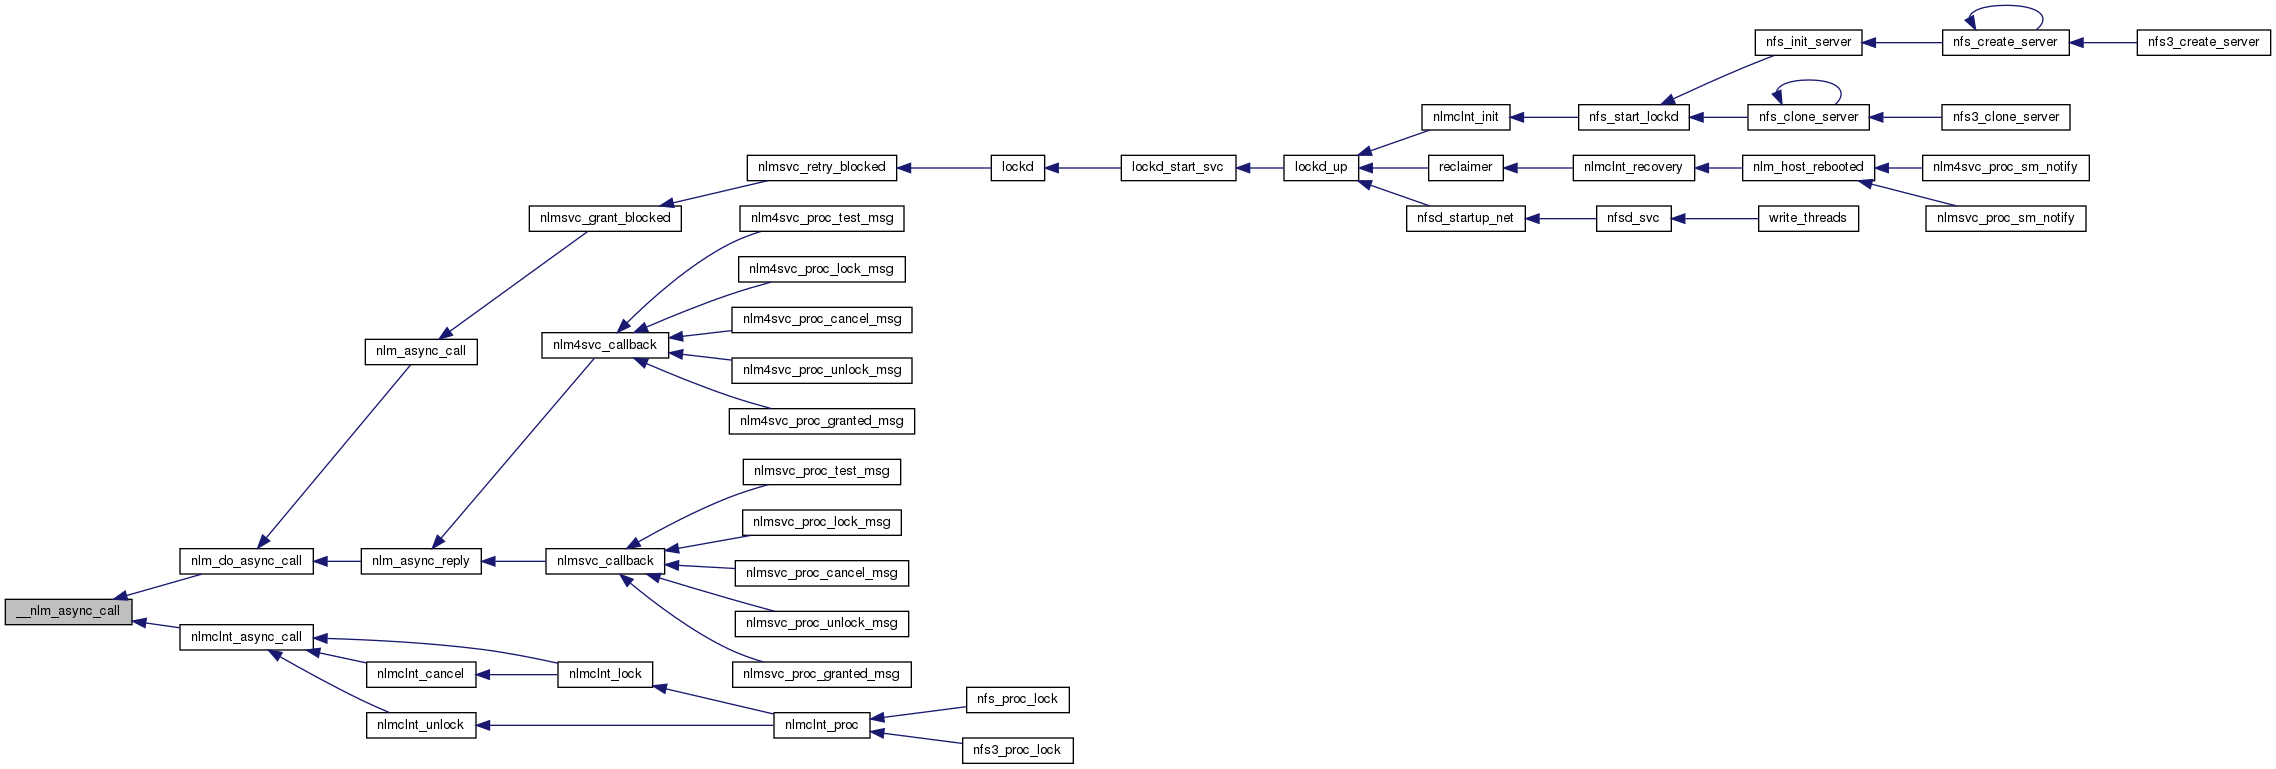 nfs_init_server
nfs_create_server
nfs3_create_server
nlmclnt_init
nfs_start_lockd
nfs_clone_server
nfs3_clone_server
nlmsvc_retry_blocked
lockd
lockd_start_svc
lockd_up
reclaimer
nlmclnt_recovery
nlm_host_rebooted
nlm4svc_proc_sm_notify
nlmsvc_grant_blocked
nlm4svc_proc_test_msg
nfsd_startup_net
nfsd_svc
write_threads
nlmsvc_proc_sm_notify
nlm4svc_proc_lock_msg
nlm4svc_proc_cancel_msg
nlm_async_call
nlm4svc_callback
nlm4svc_proc_unlock_msg
nlm4svc_proc_granted_msg
nlmsvc_proc_test_msg
nlmsvc_proc_lock_msg
nlm_do_async_call
nlm_async_reply
nlmsvc_callback
nlmsvc_proc_cancel_msg
__nlm_async_call
nlmsvc_proc_unlock_msg
nlmclnt_async_call
nlmclnt_cancel
nlmclnt_lock
nlmsvc_proc_granted_msg
nfs_proc_lock
nlmclnt_unlock
nlmclnt_proc
nfs3_proc_lock